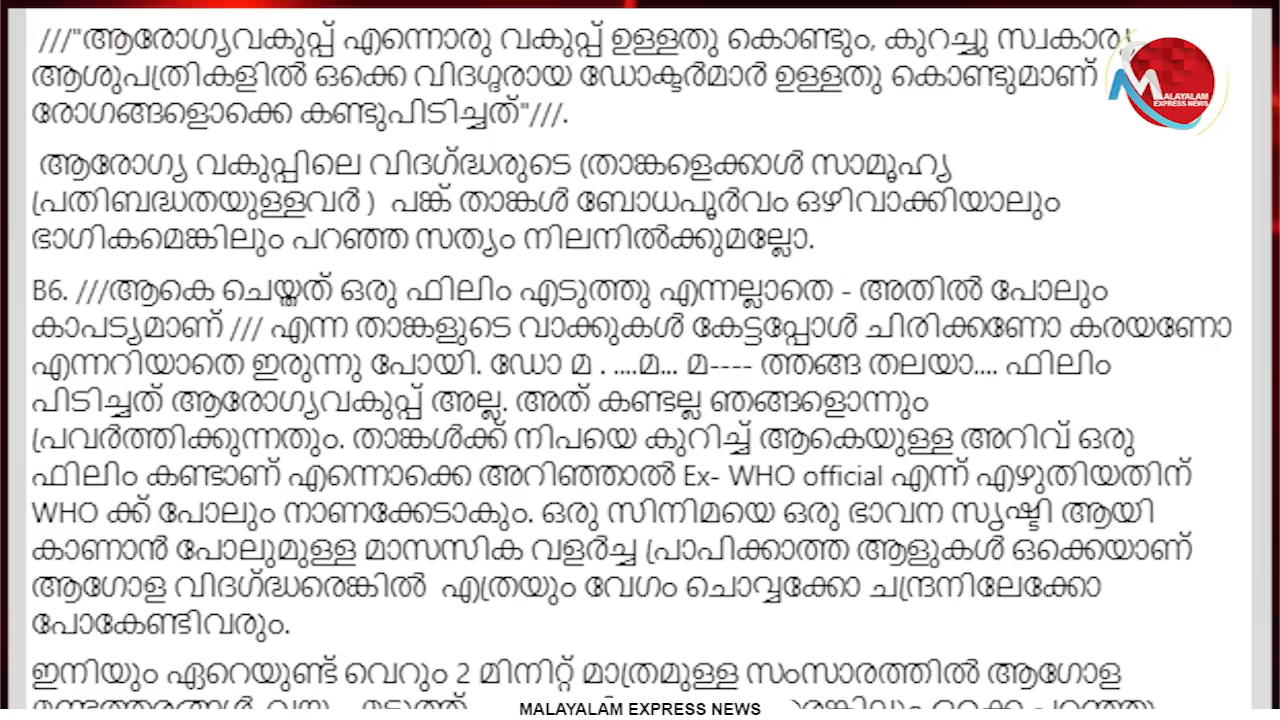 ///"ആരോഗ്യവകുപ്പ് എന്നൊരു വകുപ്പ് ഉള്ളതു കൊണ്ടും, കുറച്ചു സ്വകാര്യ
ആശുപത്രികളിൽ ഒക്കെ വിദഗ്ദരായ ഡോക്ടർമാർ ഉള്ളതു കൊണ്ടുമാണ്
രോഗങ്ങളൊക്കെ കണ്ടുപിടിച്ചത്"///.
MALAYALAM
EXPRESS NEWS
ആരോഗ്യ വകുപ്പിലെ വിദഗ്ദ്ധരുടെ (താങ്കളെക്കാൾ സാമൂഹ്യ
പ്രതിബദ്ധതയുള്ളവർ ) പങ്ക് താങ്കൾ ബോധപൂർവം ഒഴിവാക്കിയാലും
ഭാഗികമെങ്കിലും പറഞ്ഞ സത്യം നിലനിൽക്കുമല്ലോ.
B6. ///ആകെ ചെയ്തത് ഒരു ഫിലിം എടുത്തു എന്നല്ലാതെ - അതിൽ പോലും
കാപട്യമാണ് /// എന്ന താങ്കളുടെ വാക്കുകൾ കേട്ടപ്പോൾ ചിരിക്കണോ കരയണോ
എന്നറിയാതെ ഇരുന്നു പോയി. ഡോ മ . ....മ... മ---- ത്തങ്ങ തലയാ.... ഫിലിം
പിടിച്ചത് ആരോഗ്യവകുപ്പ് അല്ല. അത് കണ്ടല്ല ഞങ്ങളൊന്നും
പ്രവർത്തിക്കുന്നതും. താങ്കൾക്ക് നിപയെ കുറിച്ച് ആകെയുള്ള അറിവ് ഒരു
ഫിലിം കണ്ടാണ് എന്നൊക്കെ അറിഞ്ഞാൽ Ex- WHO official എന്ന് എഴുതിയതിന്
WHO ക്ക് പോലും നാണക്കേടാകും. ഒരു സിനിമയെ ഒരു ഭാവന സൃഷ്ടി ആയി
കാണാൻ പോലുമുള്ള മാസസിക വളർച്ച പ്രാപിക്കാത്ത ആളുകൾ ഒക്കെയാണ്
ആഗോള വിദഗ്ദ്ധരെങ്കിൽ എത്രയും വേഗം ചൊവ്വക്കോ ചന്ദ്രനിലേക്കോ
പോകേണ്ടിവരും.
ഇനിയും ഏറെയുണ്ട് വെറും 2 മിനിറ്റ് മാത്രമുള്ള സംസാരത്തിൽ ആഗോള
MALAYALAM EXPRESS NEWS